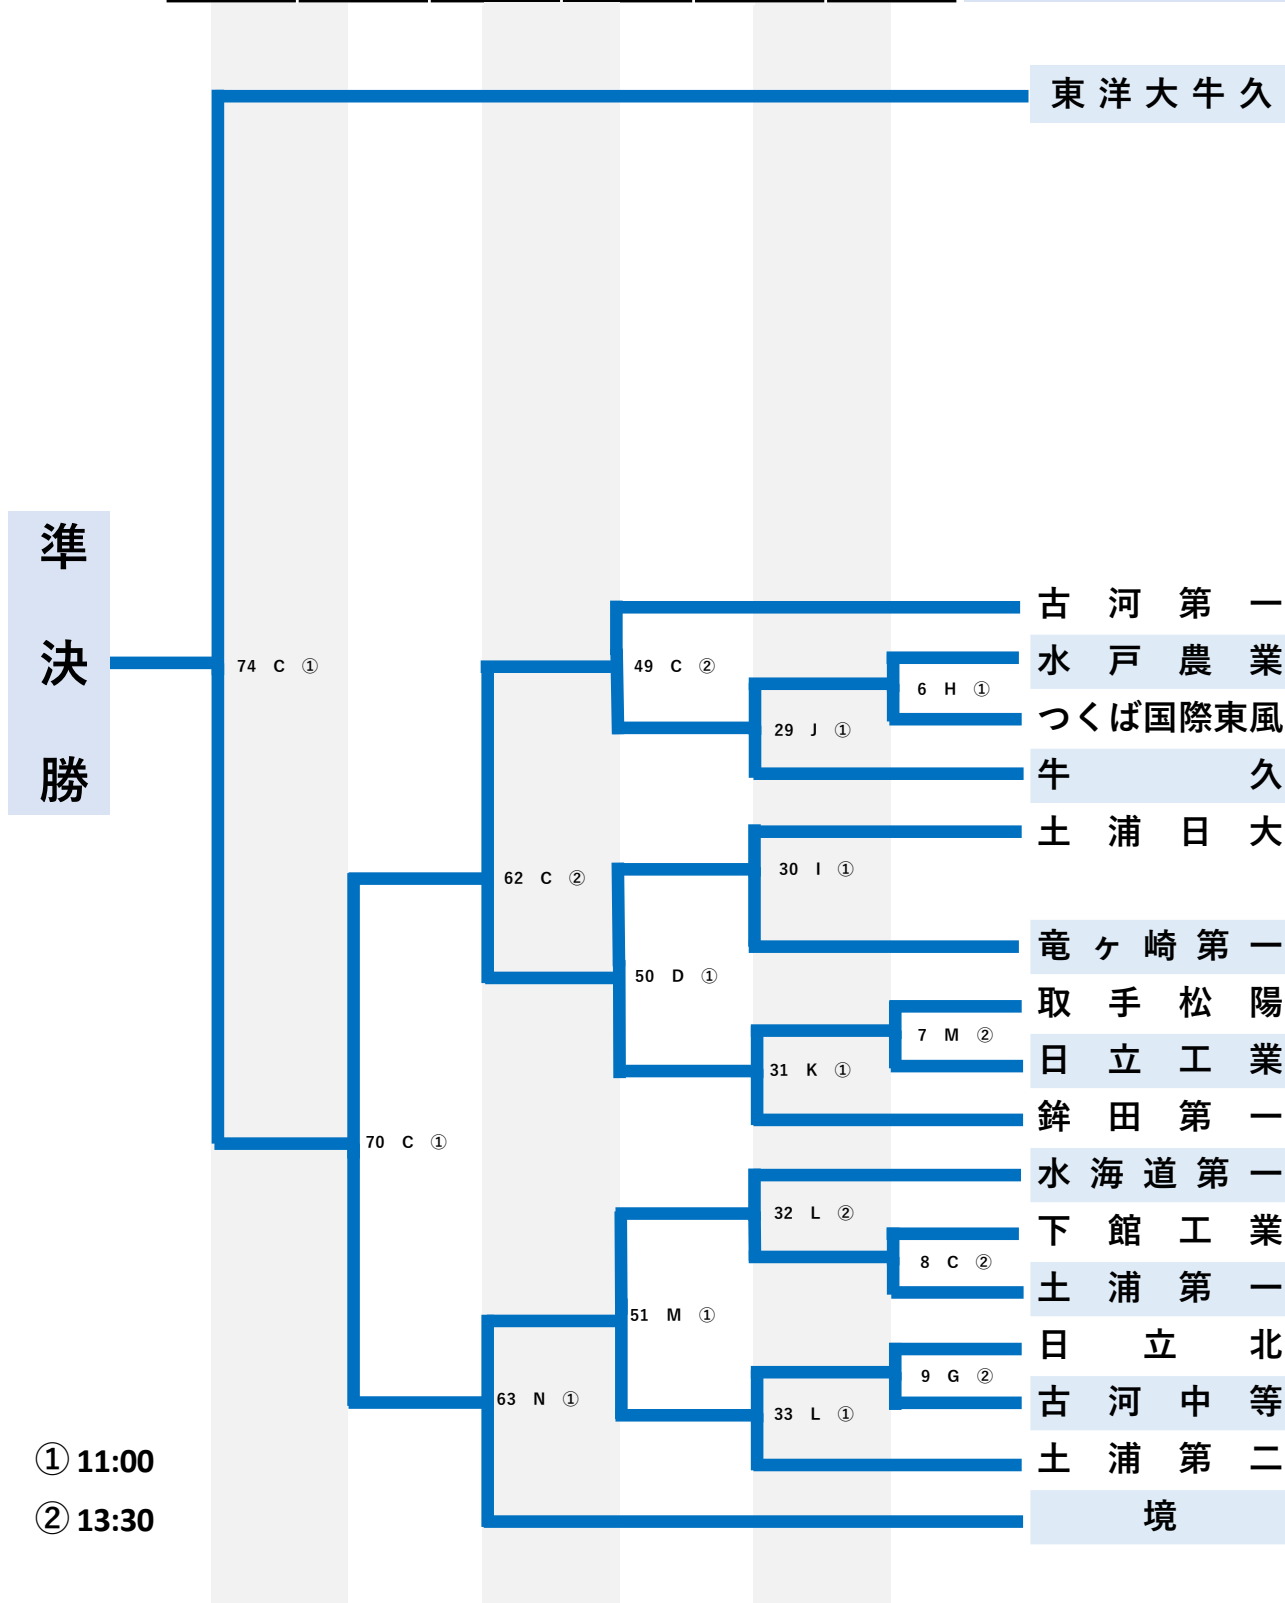 東洋大牛久
準決勝
古河第一
水戸農業
74 C ①
49 C ②
6 H ①
つくば国際東風
29 J ①
牛久
土浦日大
62 C ②
30 I ①
竜ヶ崎第一
50 D ①
取手松陽
7 M ②
日立工業
31 K ①
鉾田第一
70 C ①
水海道第一
32 L ②
下館工業
8 C ②
土浦第一
51 M ①
日立北
9 G ②
63 N ①
古河中等
33 L ①
土浦第二
① 11:00
境
② 13:30